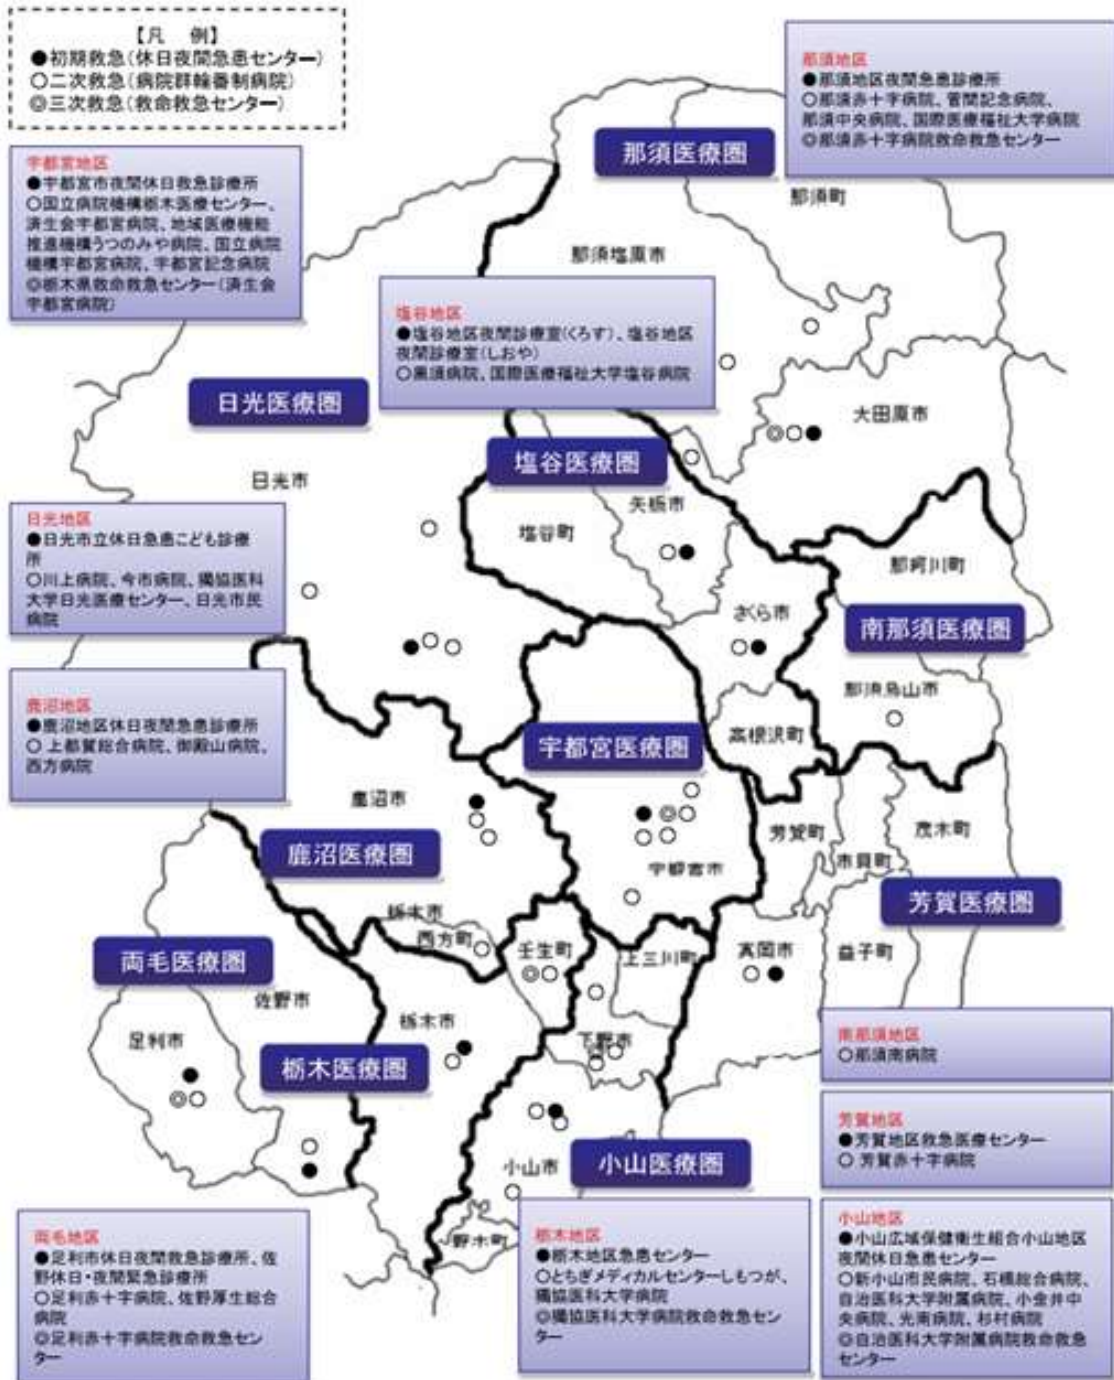 【凡 例】
●初期救急(休日夜間急患センター)
○二次救急(病院群輪番制病院)
◎三次救急(救命救急センター)
那須地区
●那須地区夜間急患診療所
○那須赤十字病院、菅間記念病院、
那須中央病院、国際医療福祉大学病院
◎那須赤十字病院救命救急センター
那須医療圏
宇都宮地区
●宇都宮市夜間休日救急診療所
○国立病院機構栃木医療センター、
済生会宇都宮病院、地域医療機能
推進機構うつのみや病院、国立病院
機構宇都宮病院、宇都宮記念病院
◎栃木県救命救急センター(済生会
宇都宮病院)
那須町
那須塩原市
塩谷地区
●塩谷地区夜間診療室(くろす)、塩谷地区
夜間診療室(しおや)
○黒須病院、国際医療福祉大学塩谷病院
日光医療圏
大田原市
塩谷医療圏
日光市
矢板市
塩谷町
日光地区
●日光市立休日急患こども診療
所
○川上病院、今市病院、獨協医科
大学日光医療センター、日光市民
病院
那珂川町
さくら市
南那須医療圏
鹿沼地区
●鹿沼地区休日夜間急患診療所
○ 上都賀総合病院、御殿山病院、
西方病院
那須烏山市
宇都宮医療圏
高根沢町
鹿沼市
芳賀町
茂木町
市貝町
鹿沼医療圏
宇都宮市
芳賀医療圏
栃木市
西方町
壬生町
上三川町
真岡市
益子町
両毛医療圏
佐野市
栃木市
足利市
下野市
栃木医療圏
南那須地区
○那須南病院
芳賀地区
●芳賀地区救急医療センター
○ 芳賀赤十字病院
小山市
小山医療圏
野木町
両毛地区
●足利市休日夜間救急診療所、佐
野休日・夜間緊急診療所
○足利赤十字病院、佐野厚生総合
病院
◎足利赤十字病院救命救急セン
ター
栃木地区
●栃木地区急患センター
○とちぎメディカルセンターしもつが、
獨協医科大学病院
◎獨協医科大学病院救命救急セン
ター
小山地区
●小山広域保健衛生組合小山地区
夜間休日急患センター
○新小山市民病院、石橋総合病院、
自治医科大学附属病院、小金井中
央病院、光南病院、杉村病院
◎自治医科大学附属病院救命救急
センター